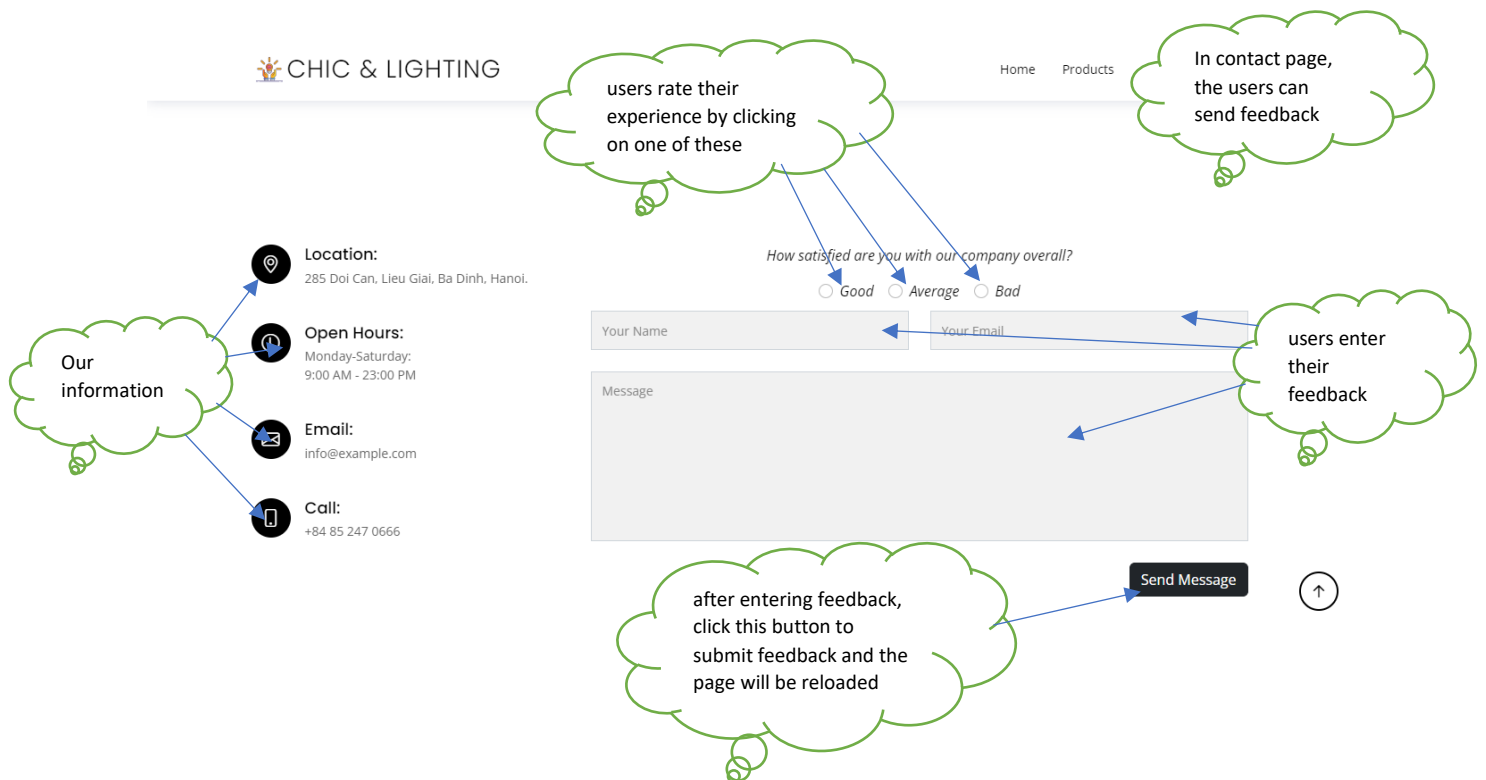 CHIC & LIGHTING
Home Products
users rate their
experience by clicking
on one of these
In contact page,
the users can
send feedback
Location:
285 Doi Can, Lieu Giai, Ba Dinh, Hanoi.
Open Hours:
Monday-Saturday:
9:00 AM - 23:00 PM
Email:
info@example.com
Call:
+84 85 247 0666
Our
information
How satisfied are you with our company overall?
Good Average Bad
Your Name Your Email
Message
users enter
their
feedback
Send Message
after entering feedback,
click this button to
submit feedback and the
page will be reloaded